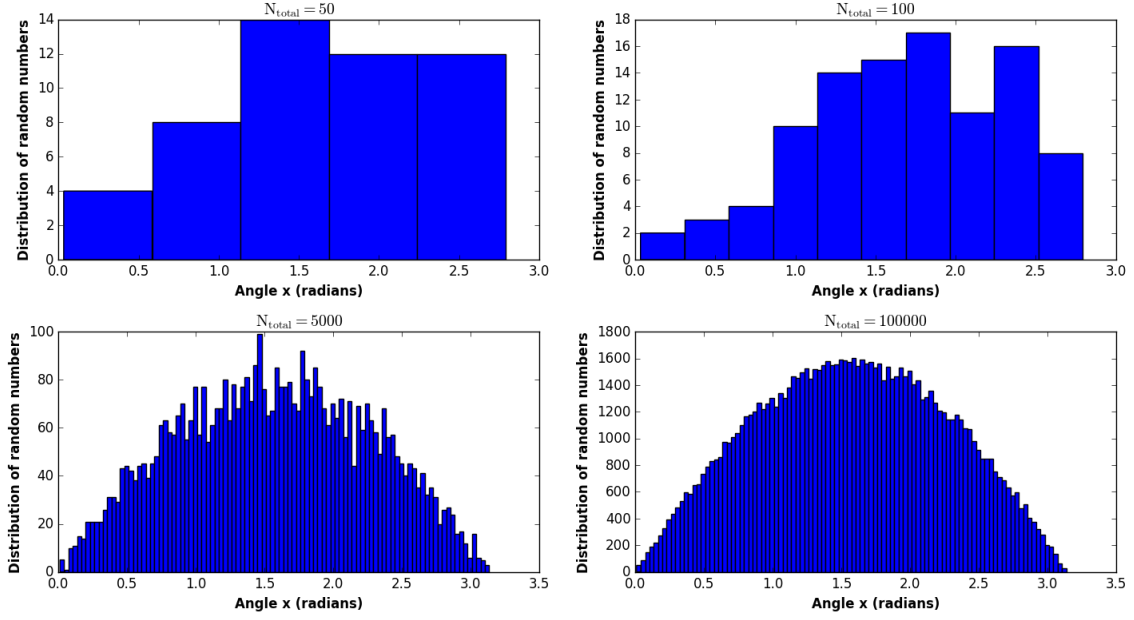 N_total = 50
Distribution of random numbers
14
12
10
8
6
4
2
0
0.0 0.5 1.0 1.5 2.0 2.5 3.0
Angle x (radians)
N_total = 100
Distribution of random numbers
18
16
14
12
10
8
6
4
2
0
0.0 0.5 1.0 1.5 2.0 2.5 3.0
Angle x (radians)
N_total = 5000
Distribution of random numbers
100
80
60
40
20
0
0.0 0.5 1.0 1.5 2.0 2.5 3.0 3.5
Angle x (radians)
N_total = 100000
Distribution of random numbers
1800
1600
1400
1200
1000
800
600
400
200
0
0.0 0.5 1.0 1.5 2.0 2.5 3.0 3.5
Angle x (radians)